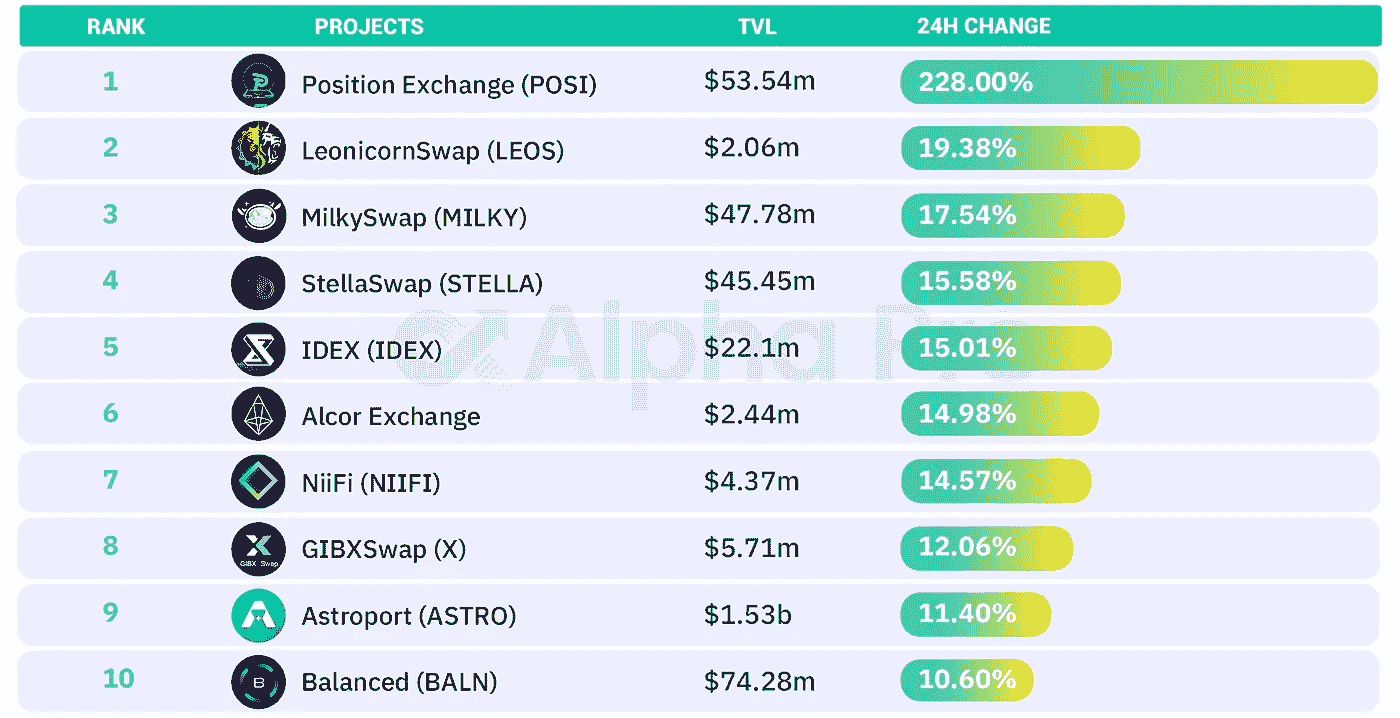 RANK PROJECTS TVL 24H CHANGE
1 Position Exchange (POSI) $53.54m 228.00%
2 LeonicornSwap (LEOS) $2.06m 19.38%
3 MilkySwap (MILKY) $47.78m 17.54%
4 StellaSwap (STELLA) $45.45m 15.58%
Alpha Pro
5 IDEX (IDEX) $22.1m 15.01%
6 Alcor Exchange $2.44m 14.98%
7 NiiFi (NIIFI) $4.37m 14.57%
8 GIBX Swap GIBXSwap (X) $5.71m 12.06%
9 Astroport (ASTRO) $1.53b 11.40%
10 B Balanced (BALN) $74.28m 10.60%